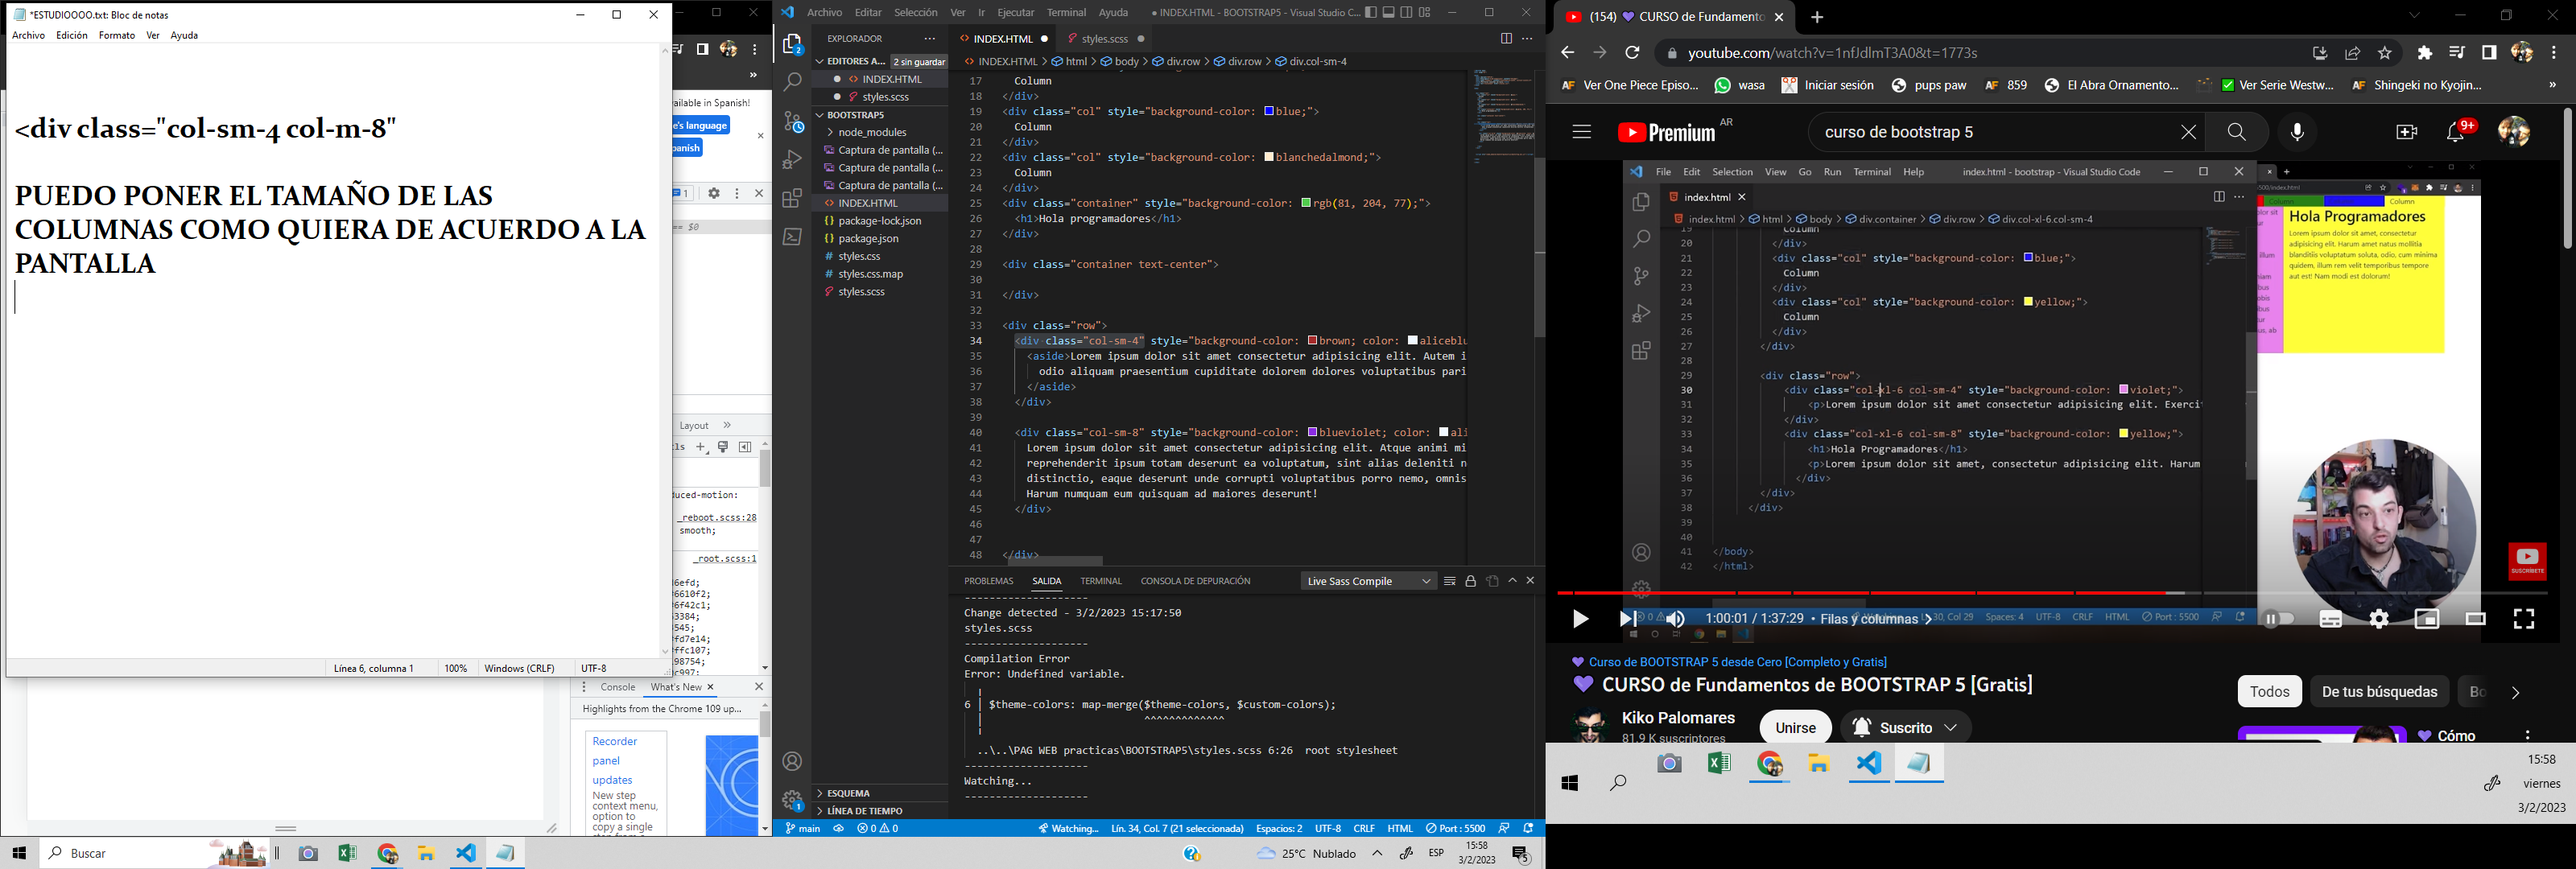 *ESTUDIOOOO.txt: Bloc de notas
Archivo Edición Formato Ver Ayuda
<div class="col-sm-4 col-m-8"
PUEDO PONER EL TAMAÑO DE LAS
COLUMNAS COMO QUIERA DE ACUERDO A LA
PANTALLA
Línea 6, columna 1 100% Windows (CRLF) UTF-8
ailable in Spanish!
e's language
panish
1
== $0
Layout
uced-motion:
_reboot.scss:28
smooth;
_root.scss:1
6efd;
6610f2;
6f42c1;
3384;
545;
fd7e14;
ffc107;
98754;
c997;
Console What's New
Highlights from the Chrome 109 up...
Recorder
panel
updates
New step
context menu,
option to
copy a single
Buscar
Archivo Editar Selección Ver Ir Ejecutar Terminal Ayuda
● INDEX.HTML - BOOTSTRAP5 - Visual Studio C...
EXPLORADOR
EDITORES A... 2 sin guardar
INDEX.HTML
styles.scss
BOOTSTRAP5
node_modules
Captura de pantalla (...
Captura de pantalla (...
Captura de pantalla (...
INDEX.HTML
package-lock.json
package.json
styles.css
styles.css.map
styles.scss
ESQUEMA
LÍNEA DE TIEMPO
INDEX.HTML styles.scss
INDEX.HTML > html > body > div.row > div.row > div.col-sm-4
17 Column
18 </div>
19 <div class="col" style="background-color: blue;">
20 Column
21 </div>
22 <div class="col" style="background-color: blanchedalmond;">
23 Column
24 </div>
25 <div class="container" style="background-color: rgb(81, 204, 77);">
26 <h1>Hola programadores</h1>
27 </div>
28
29 <div class="container text-center">
30
31 </div>
32
33 <div class="row">
34 <div class="col-sm-4" style="background-color: brown; color: aliceblu
35 <aside>Lorem ipsum dolor sit amet consectetur adipisicing elit. Autem i
36 odio aliquam praesentium cupiditate dolorem dolores voluptatibus pari
37 </aside>
38 </div>
39
40 <div class="col-sm-8" style="background-color: blueviolet; color: ali
41 Lorem ipsum dolor sit amet consectetur adipisicing elit. Atque animi mi
42 reprehenderit ipsum totam deserunt ea voluptatum, sint alias deleniti n
43 distinctio, eaque deserunt unde corrupti voluptatibus porro nemo, omnis
44 Harum numquam eum quisquam ad maiores deserunt!
45 </div>
46
47
48 </div>
PROBLEMAS SALIDA TERMINAL CONSOLA DE DEPURACIÓN Live Sass Compile
--------------------
Change detected - 3/2/2023 15:17:50
styles.scss
--------------------
Compilation Error
Error: Undefined variable.
6 │ $theme-colors: map-merge($theme-colors, $custom-colors);
^^^^^^^^^^^^^
..\..\PAG WEB practicas\BOOTSTRAP5\styles.scss 6:26 root stylesheet
--------------------
Watching...
--------------------
main 0 0 Watching... Lín. 34, Col. 7 (21 seleccionada) Espacios: 2 UTF-8 CRLF HTML Port : 5500
25°C Nublado ESP 15:58
3/2/2023
5
(154) CURSO de Fundamento
youtube.com/watch?v=1nfJdlmT3A0&t=1773s
Ver One Piece Episo... wasa Iniciar sesión pups paw 859 El Abra Ornamento... Ver Serie Westw... Shingeki no Kyojin...
Premium AR
curso de bootstrap 5
9+
File Edit Selection View Go Run Terminal Help index.html - bootstrap - Visual Studio Code
index.html
index.html > html > body > div.container > div.row > div.col-xl-6.col-sm-4
19 Column
20 </div>
21 <div class="col" style="background-color: blue;">
22 Column
23 </div>
24 <div class="col" style="background-color: yellow;">
25 Column
26 </div>
27 </div>
28
29 <div class="row">
30 <div class="col-xl-6 col-sm-4" style="background-color: violet;">
31 <p>Lorem ipsum dolor sit amet consectetur adipisicing elit. Exercit
32 </div>
33 <div class="col-xl-6 col-sm-8" style="background-color: yellow;">
34 <h1>Hola Programadores</h1>
35 <p>Lorem ipsum dolor sit amet, consectetur adipisicing elit. Harum
36 </div>
37 </div>
38 </div>
39
40
41 </body>
42 </html>
Column Column
Hola Programadores
Lorem ipsum dolor sit amet, consectetur
adipisicing elit. Harum amet natus mollitia
blanditiis voluptatum soluta, odio, cum minima
quidem, illum rem velit temporibus tempore
aut est! Nam modi est dolorum!
SUSCRÍBETE
1:00:01 / 1:37:29 • Filas y columnas
Ln 30, Col 29 Spaces: 4 UTF-8 CRLF HTML Port : 5500
Curso de BOOTSTRAP 5 desde Cero [Completo y Gratis]
CURSO de Fundamentos de BOOTSTRAP 5 [Gratis]
Kiko Palomares
81,9 K suscriptores
Unirse
Suscrito
Todos De tus búsquedas Bo
Cómo
15:58
viernes
3/2/2023